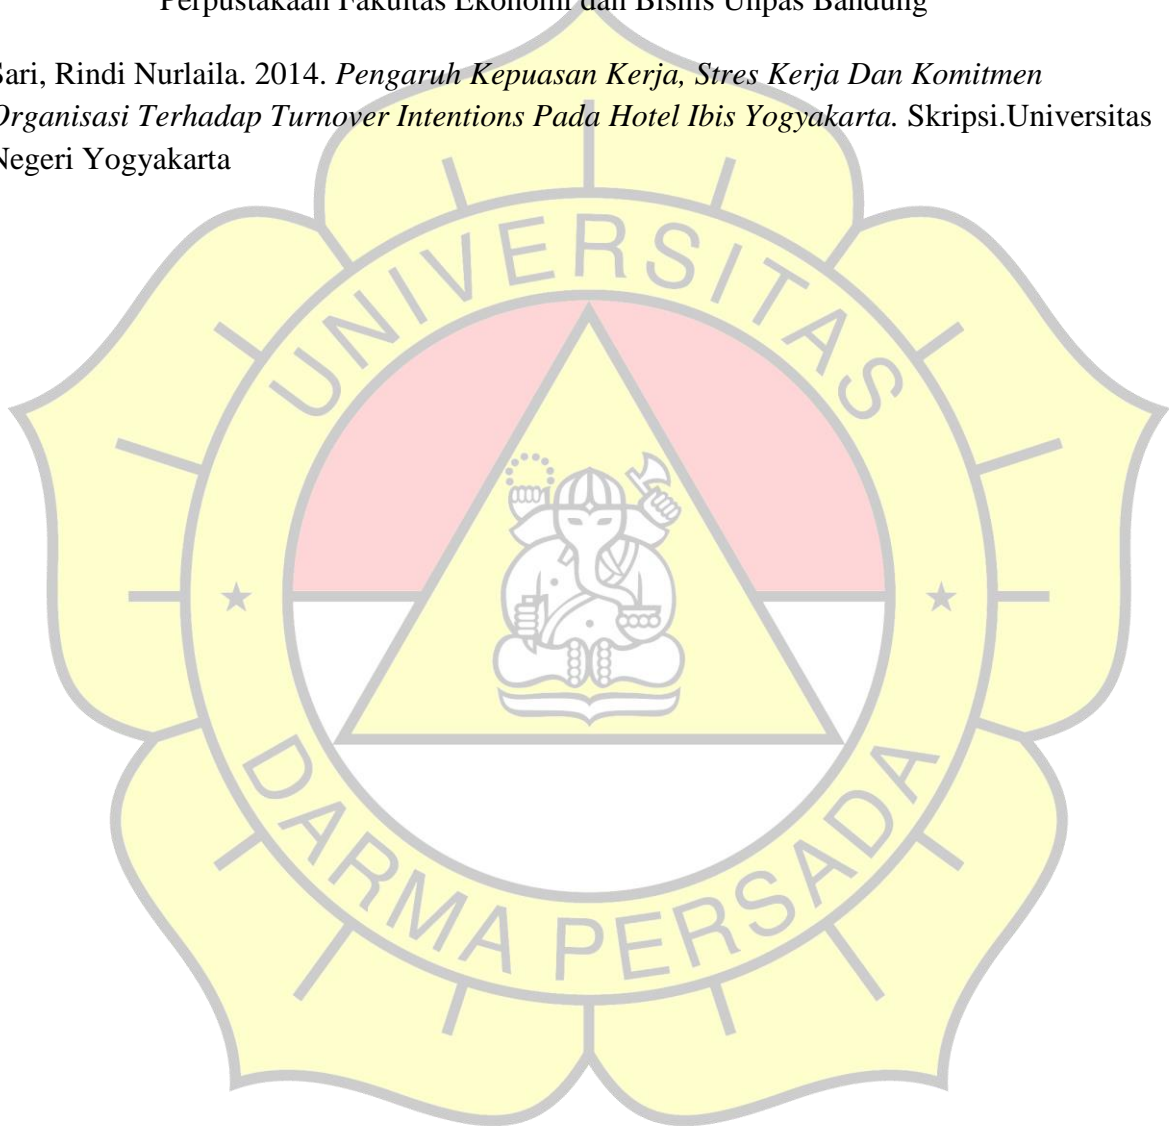 Perpustakaan Fakultas Ekonomi dan Bisnis Unpas Bandung
Sari, Rindi Nurlaila. 2014. Pengaruh Kepuasan Kerja, Stres Kerja Dan Komitmen
Organisasi Terhadap Turnover Intentions Pada Hotel Ibis Yogyakarta. Skripsi.Universitas
Negeri Yogyakarta
UNIVERSITAS
DARMA PERSADA